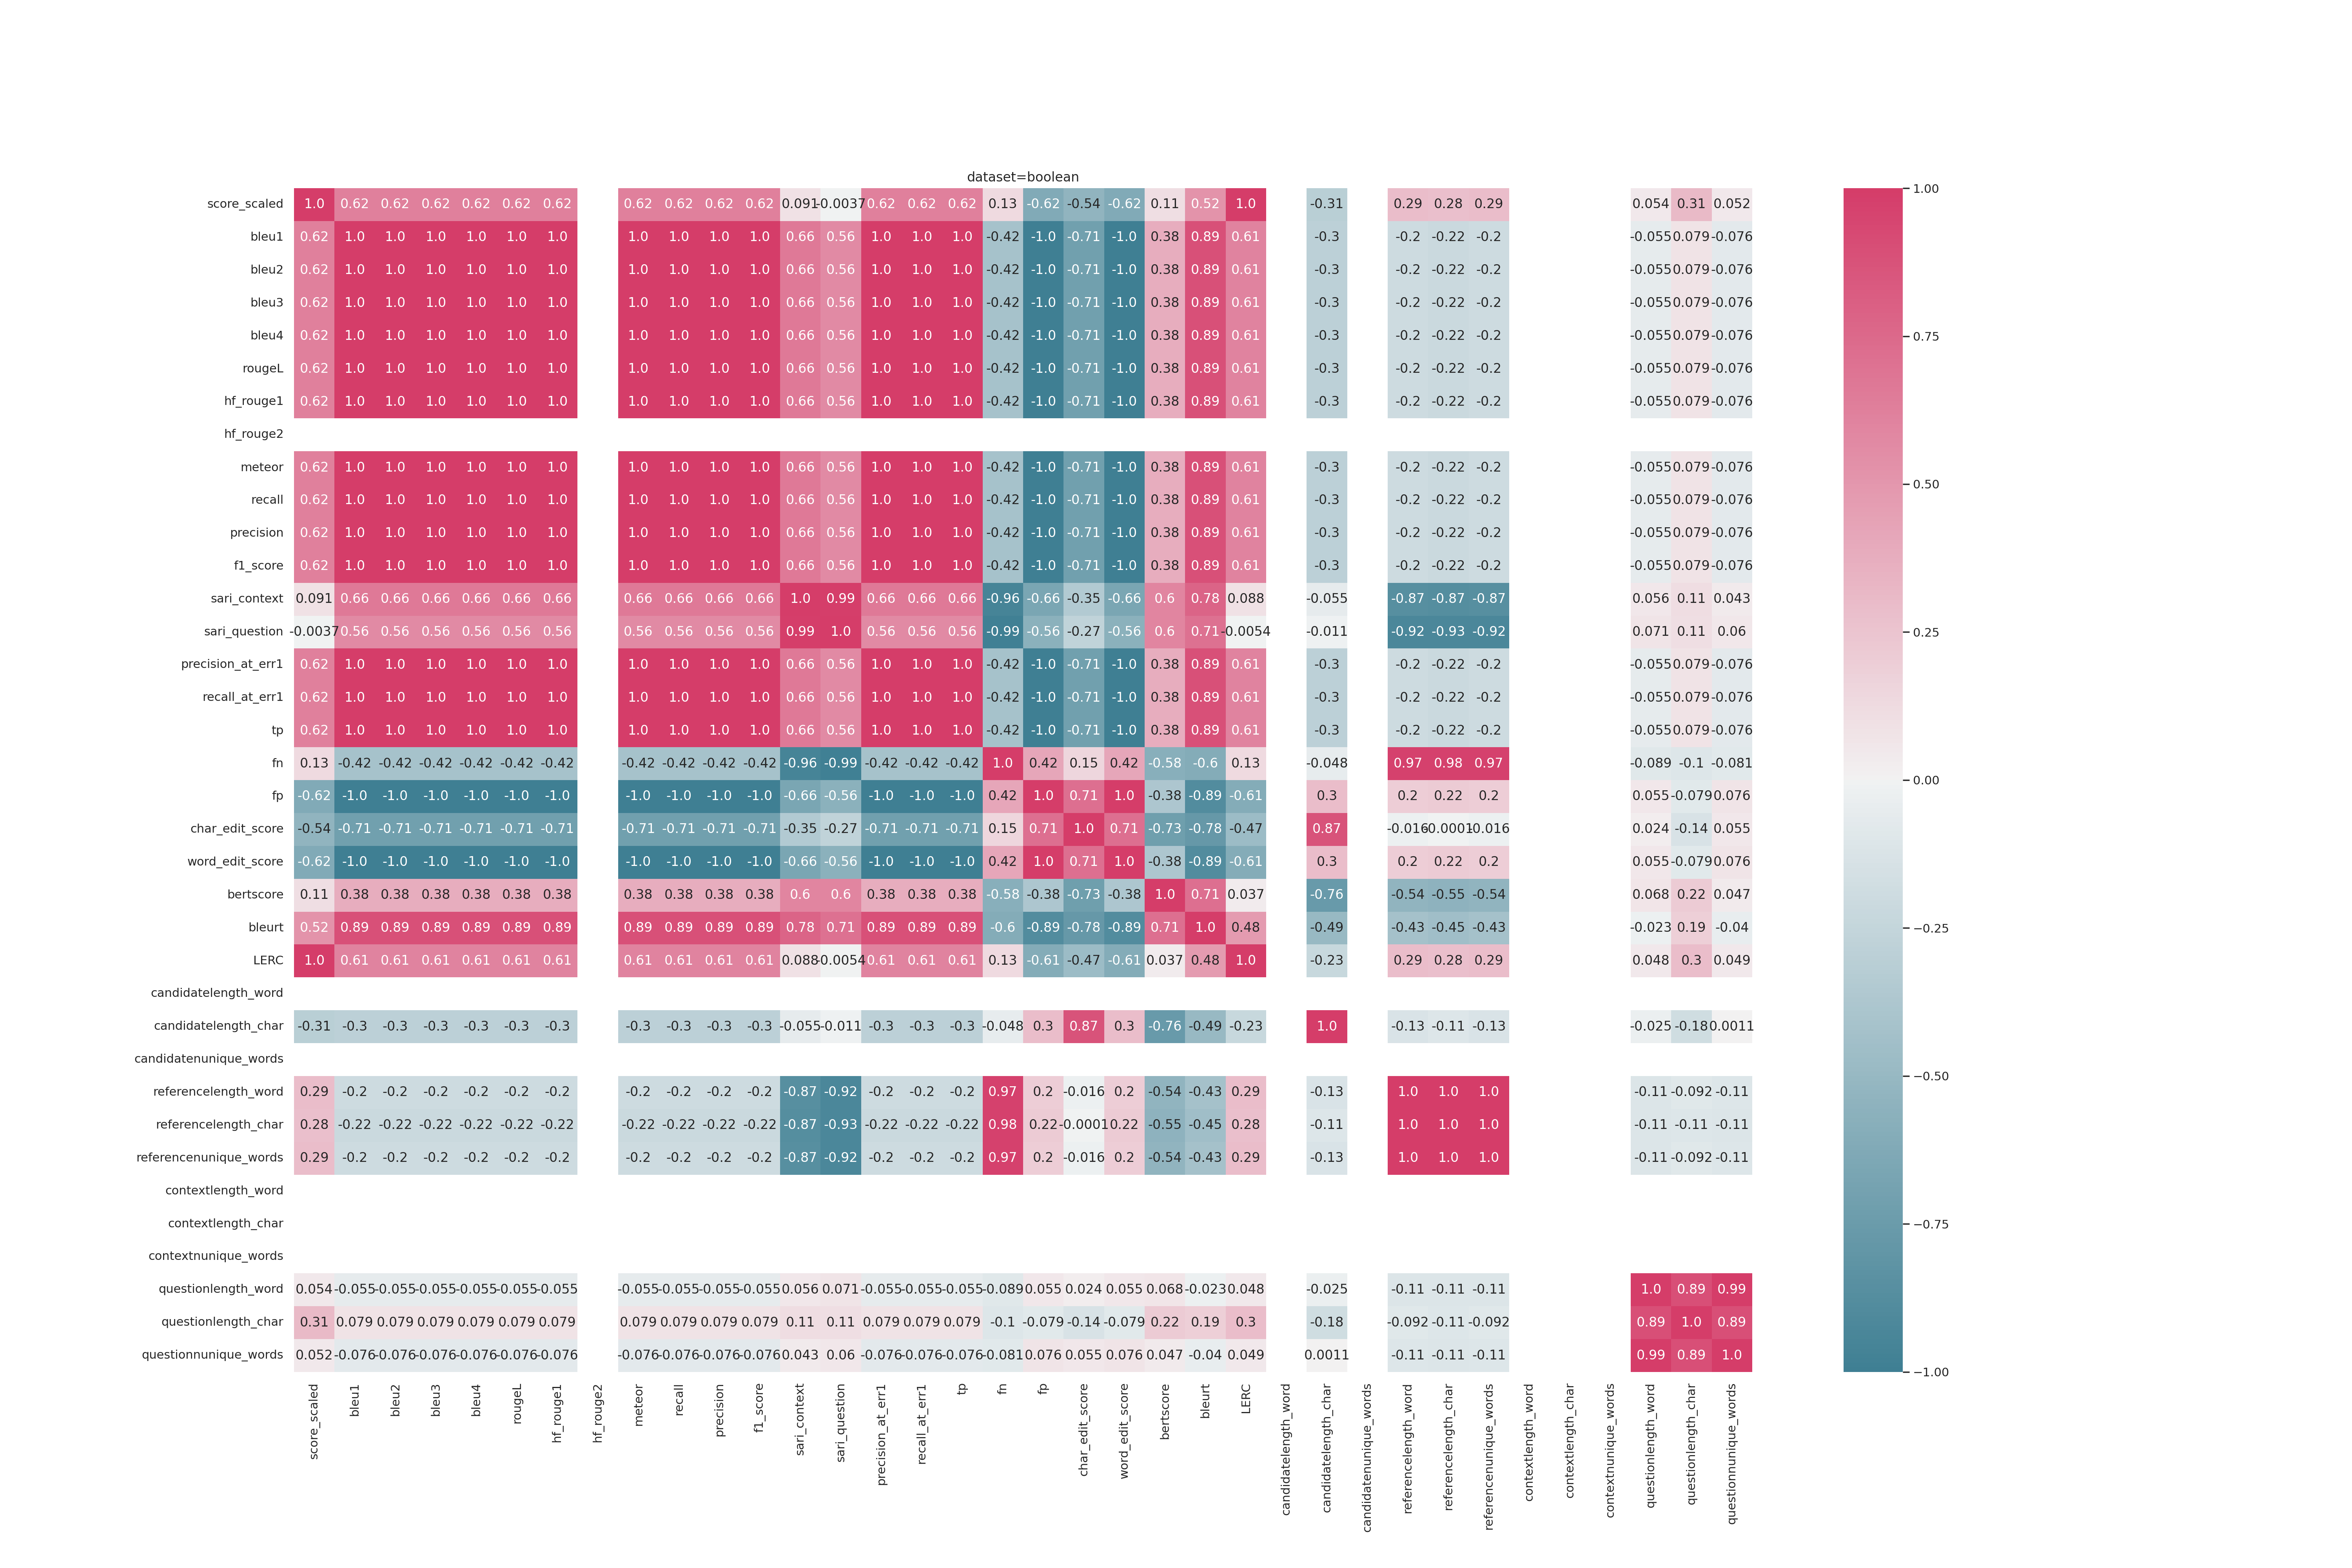 dataset=boolean
score_scaled 1.0 0.62 0.62 0.62 0.62 0.62 0.62 0.62 0.62 0.62 0.62 0.091 -0.0037 0.62 0.62 0.62 0.13 -0.62 -0.54 -0.62 0.11 0.52 1.0 -0.31 0.29 0.28 0.29 0.054 0.31 0.052
bleu1 0.62 1.0 1.0 1.0 1.0 1.0 1.0 1.0 1.0 1.0 1.0 0.66 0.56 1.0 1.0 1.0 -0.42 -1.0 -0.71 -1.0 0.38 0.89 0.61 -0.3 -0.2 -0.22 -0.2 -0.055 0.079 -0.076
bleu2 0.62 1.0 1.0 1.0 1.0 1.0 1.0 1.0 1.0 1.0 1.0 0.66 0.56 1.0 1.0 1.0 -0.42 -1.0 -0.71 -1.0 0.38 0.89 0.61 -0.3 -0.2 -0.22 -0.2 -0.055 0.079 -0.076
bleu3 0.62 1.0 1.0 1.0 1.0 1.0 1.0 1.0 1.0 1.0 1.0 0.66 0.56 1.0 1.0 1.0 -0.42 -1.0 -0.71 -1.0 0.38 0.89 0.61 -0.3 -0.2 -0.22 -0.2 -0.055 0.079 -0.076
bleu4 0.62 1.0 1.0 1.0 1.0 1.0 1.0 1.0 1.0 1.0 1.0 0.66 0.56 1.0 1.0 1.0 -0.42 -1.0 -0.71 -1.0 0.38 0.89 0.61 -0.3 -0.2 -0.22 -0.2 -0.055 0.079 -0.076
rougeL 0.62 1.0 1.0 1.0 1.0 1.0 1.0 1.0 1.0 1.0 1.0 0.66 0.56 1.0 1.0 1.0 -0.42 -1.0 -0.71 -1.0 0.38 0.89 0.61 -0.3 -0.2 -0.22 -0.2 -0.055 0.079 -0.076
hf_rouge1 0.62 1.0 1.0 1.0 1.0 1.0 1.0 1.0 1.0 1.0 1.0 0.66 0.56 1.0 1.0 1.0 -0.42 -1.0 -0.71 -1.0 0.38 0.89 0.61 -0.3 -0.2 -0.22 -0.2 -0.055 0.079 -0.076
hf_rouge2
meteor 0.62 1.0 1.0 1.0 1.0 1.0 1.0 1.0 1.0 1.0 1.0 0.66 0.56 1.0 1.0 1.0 -0.42 -1.0 -0.71 -1.0 0.38 0.89 0.61 -0.3 -0.2 -0.22 -0.2 -0.055 0.079 -0.076
recall 0.62 1.0 1.0 1.0 1.0 1.0 1.0 1.0 1.0 1.0 1.0 0.66 0.56 1.0 1.0 1.0 -0.42 -1.0 -0.71 -1.0 0.38 0.89 0.61 -0.3 -0.2 -0.22 -0.2 -0.055 0.079 -0.076
precision 0.62 1.0 1.0 1.0 1.0 1.0 1.0 1.0 1.0 1.0 1.0 0.66 0.56 1.0 1.0 1.0 -0.42 -1.0 -0.71 -1.0 0.38 0.89 0.61 -0.3 -0.2 -0.22 -0.2 -0.055 0.079 -0.076
f1_score 0.62 1.0 1.0 1.0 1.0 1.0 1.0 1.0 1.0 1.0 1.0 0.66 0.56 1.0 1.0 1.0 -0.42 -1.0 -0.71 -1.0 0.38 0.89 0.61 -0.3 -0.2 -0.22 -0.2 -0.055 0.079 -0.076
sari_context 0.091 0.66 0.66 0.66 0.66 0.66 0.66 0.66 0.66 0.66 0.66 1.0 0.99 0.66 0.66 0.66 -0.96 -0.66 -0.35 -0.66 0.6 0.78 0.088 -0.055 -0.87 -0.87 -0.87 0.056 0.11 0.043
sari_question -0.0037 0.56 0.56 0.56 0.56 0.56 0.56 0.56 0.56 0.56 0.56 0.99 1.0 0.56 0.56 0.56 -0.99 -0.56 -0.27 -0.56 0.6 0.71 -0.0054 -0.011 -0.92 -0.93 -0.92 0.071 0.11 0.06
precision_at_err1 0.62 1.0 1.0 1.0 1.0 1.0 1.0 1.0 1.0 1.0 1.0 0.66 0.56 1.0 1.0 1.0 -0.42 -1.0 -0.71 -1.0 0.38 0.89 0.61 -0.3 -0.2 -0.22 -0.2 -0.055 0.079 -0.076
recall_at_err1 0.62 1.0 1.0 1.0 1.0 1.0 1.0 1.0 1.0 1.0 1.0 0.66 0.56 1.0 1.0 1.0 -0.42 -1.0 -0.71 -1.0 0.38 0.89 0.61 -0.3 -0.2 -0.22 -0.2 -0.055 0.079 -0.076
tp 0.62 1.0 1.0 1.0 1.0 1.0 1.0 1.0 1.0 1.0 1.0 0.66 0.56 1.0 1.0 1.0 -0.42 -1.0 -0.71 -1.0 0.38 0.89 0.61 -0.3 -0.2 -0.22 -0.2 -0.055 0.079 -0.076
fn 0.13 -0.42 -0.42 -0.42 -0.42 -0.42 -0.42 -0.42 -0.42 -0.42 -0.42 -0.96 -0.99 -0.42 -0.42 -0.42 1.0 0.42 0.15 0.42 -0.58 -0.6 0.13 -0.048 0.97 0.98 0.97 -0.089 -0.1 -0.081
fp -0.62 -1.0 -1.0 -1.0 -1.0 -1.0 -1.0 -1.0 -1.0 -1.0 -1.0 -0.66 -0.56 -1.0 -1.0 -1.0 0.42 1.0 0.71 1.0 -0.38 -0.89 -0.61 0.3 0.2 0.22 0.2 0.055 -0.079 0.076
char_edit_score -0.54 -0.71 -0.71 -0.71 -0.71 -0.71 -0.71 -0.71 -0.71 -0.71 -0.71 -0.35 -0.27 -0.71 -0.71 -0.71 0.15 0.71 1.0 0.71 -0.73 -0.78 -0.47 0.87 -0.016 -0.0001 -0.016 0.024 -0.14 0.055
word_edit_score -0.62 -1.0 -1.0 -1.0 -1.0 -1.0 -1.0 -1.0 -1.0 -1.0 -1.0 -0.66 -0.56 -1.0 -1.0 -1.0 0.42 1.0 0.71 1.0 -0.38 -0.89 -0.61 0.3 0.2 0.22 0.2 0.055 -0.079 0.076
bertscore 0.11 0.38 0.38 0.38 0.38 0.38 0.38 0.38 0.38 0.38 0.38 0.6 0.6 0.38 0.38 0.38 -0.58 -0.38 -0.73 -0.38 1.0 0.71 0.037 -0.76 -0.54 -0.55 -0.54 0.068 0.22 0.047
bleurt 0.52 0.89 0.89 0.89 0.89 0.89 0.89 0.89 0.89 0.89 0.89 0.78 0.71 0.89 0.89 0.89 -0.6 -0.89 -0.78 -0.89 0.71 1.0 0.48 -0.49 -0.43 -0.45 -0.43 -0.023 0.19 -0.04
LERC 1.0 0.61 0.61 0.61 0.61 0.61 0.61 0.61 0.61 0.61 0.61 0.088 -0.0054 0.61 0.61 0.61 0.13 -0.61 -0.47 -0.61 0.037 0.48 1.0 -0.23 0.29 0.28 0.29 0.048 0.3 0.049
candidatelength_word
candidatelength_char -0.31 -0.3 -0.3 -0.3 -0.3 -0.3 -0.3 -0.3 -0.3 -0.3 -0.3 -0.055 -0.011 -0.3 -0.3 -0.3 -0.048 0.3 0.87 0.3 -0.76 -0.49 -0.23 1.0 -0.13 -0.11 -0.13 -0.025 -0.18 0.0011
candidatenunique_words
referencelength_word 0.29 -0.2 -0.2 -0.2 -0.2 -0.2 -0.2 -0.2 -0.2 -0.2 -0.2 -0.87 -0.92 -0.2 -0.2 -0.2 0.97 0.2 -0.016 0.2 -0.54 -0.43 0.29 -0.13 1.0 1.0 1.0 -0.11 -0.092 -0.11
referencelength_char 0.28 -0.22 -0.22 -0.22 -0.22 -0.22 -0.22 -0.22 -0.22 -0.22 -0.22 -0.87 -0.93 -0.22 -0.22 -0.22 0.98 0.22 -0.0001 0.22 -0.55 -0.45 0.28 -0.11 1.0 1.0 1.0 -0.11 -0.11 -0.11
referencenunique_words 0.29 -0.2 -0.2 -0.2 -0.2 -0.2 -0.2 -0.2 -0.2 -0.2 -0.2 -0.87 -0.92 -0.2 -0.2 -0.2 0.97 0.2 -0.016 0.2 -0.54 -0.43 0.29 -0.13 1.0 1.0 1.0 -0.11 -0.092 -0.11
contextlength_word
contextlength_char
contextnunique_words
questionlength_word 0.054 -0.055 -0.055 -0.055 -0.055 -0.055 -0.055 -0.055 -0.055 -0.055 -0.055 0.056 0.071 -0.055 -0.055 -0.055 -0.089 0.055 0.024 0.055 0.068 -0.023 0.048 -0.025 -0.11 -0.11 -0.11 1.0 0.89 0.99
questionlength_char 0.31 0.079 0.079 0.079 0.079 0.079 0.079 0.079 0.079 0.079 0.079 0.11 0.11 0.079 0.079 0.079 -0.1 -0.079 -0.14 -0.079 0.22 0.19 0.3 -0.18 -0.092 -0.11 -0.092 0.89 1.0 0.89
questionnunique_words 0.052 -0.076 -0.076 -0.076 -0.076 -0.076 -0.076 -0.076 -0.076 -0.076 -0.076 0.043 0.06 -0.076 -0.076 -0.076 -0.081 0.076 0.055 0.076 0.047 -0.04 0.049 0.0011 -0.11 -0.11 -0.11 0.99 0.89 1.0
score_scaled bleu1 bleu2 bleu3 bleu4 rougeL hf_rouge1 hf_rouge2 meteor recall precision f1_score sari_context sari_question precision_at_err1 recall_at_err1 tp fn fp char_edit_score word_edit_score bertscore bleurt LERC candidatelength_word candidatelength_char candidatenunique_words referencelength_word referencelength_char referencenunique_words contextlength_word contextlength_char contextnunique_words questionlength_word questionlength_char questionnunique_words
1.00
0.75
0.50
0.25
0.00
−0.25
−0.50
−0.75
−1.00